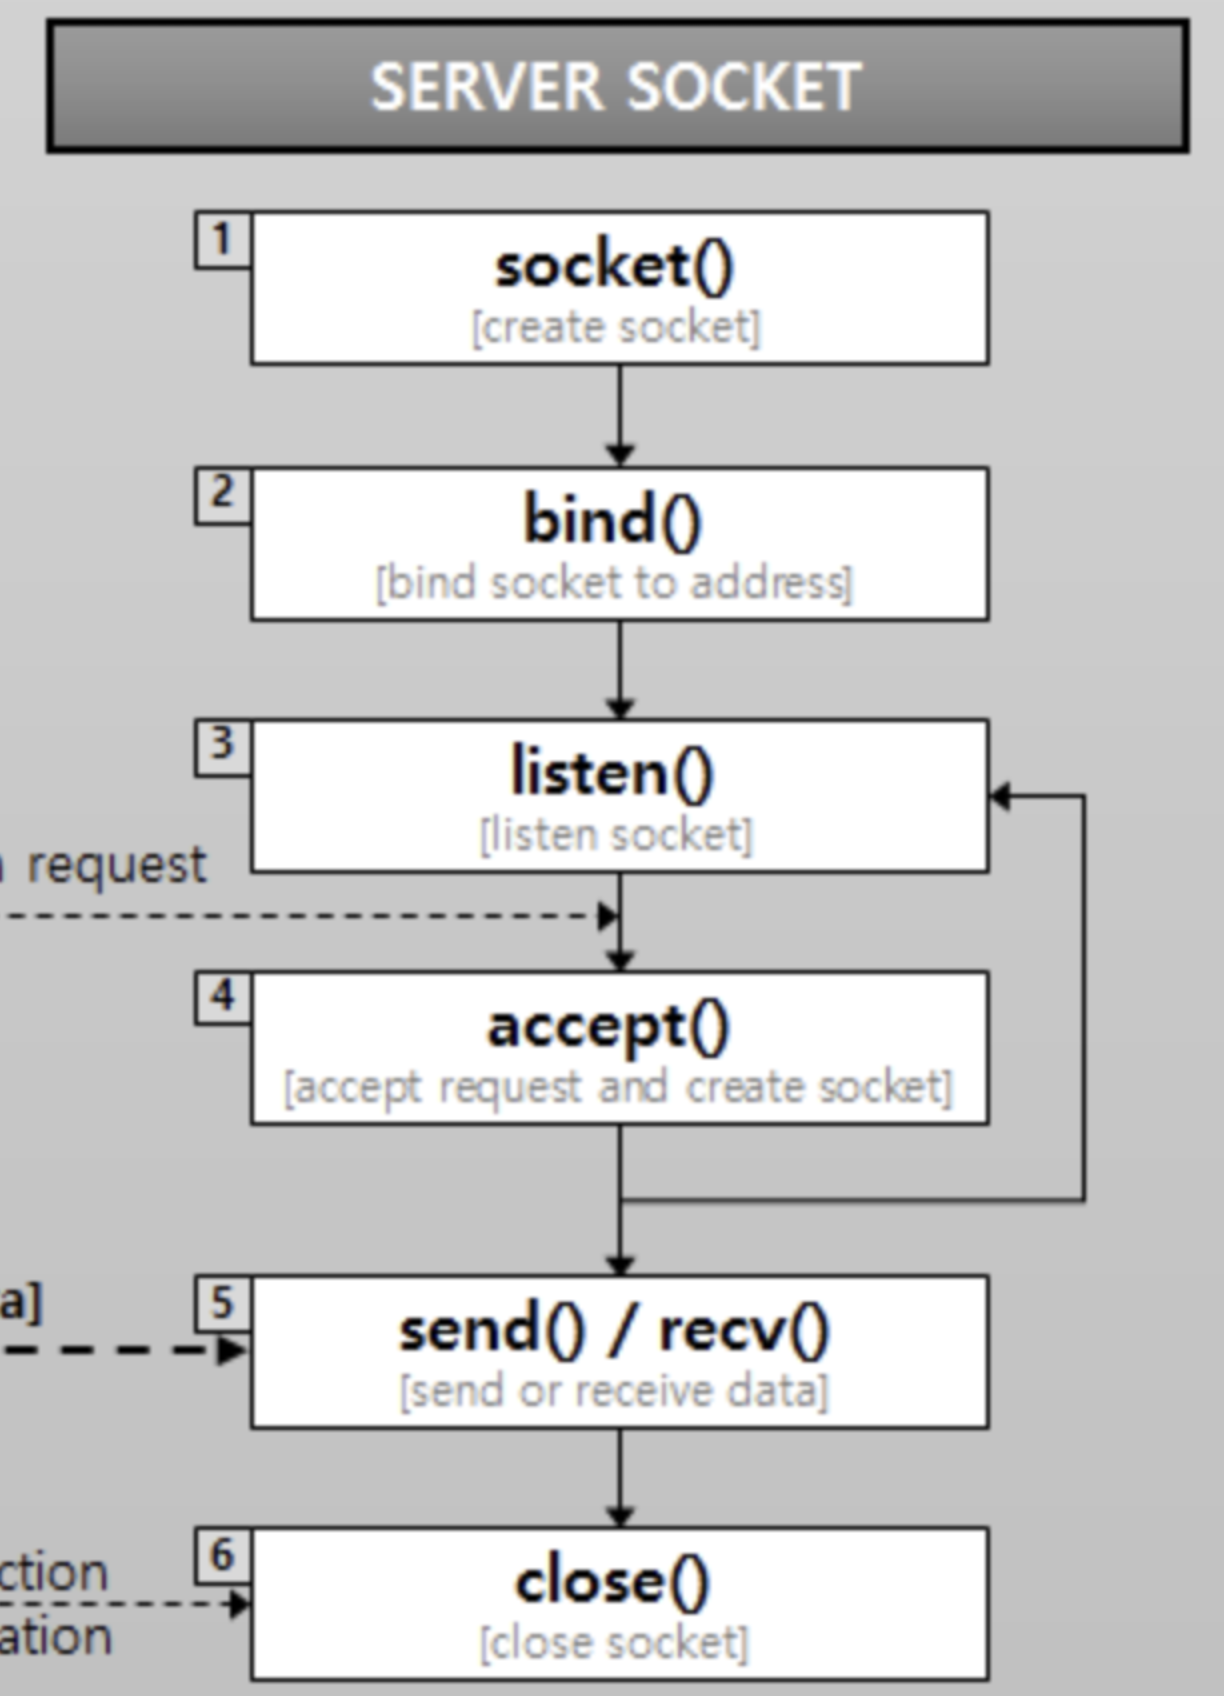 SERVER SOCKET
1
socket()
[create socket]
2
bind()
[bind socket to address]
3
listen()
[listen socket]
request
4
accept()
[accept request and create socket]
a]
5
send() / recv()
[send or receive data]
6
close()
[close socket]
ction
ation